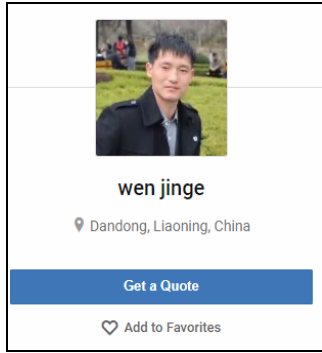 wen jinge
Dandong, Liaoning, China
Get a Quote
Add to Favorites